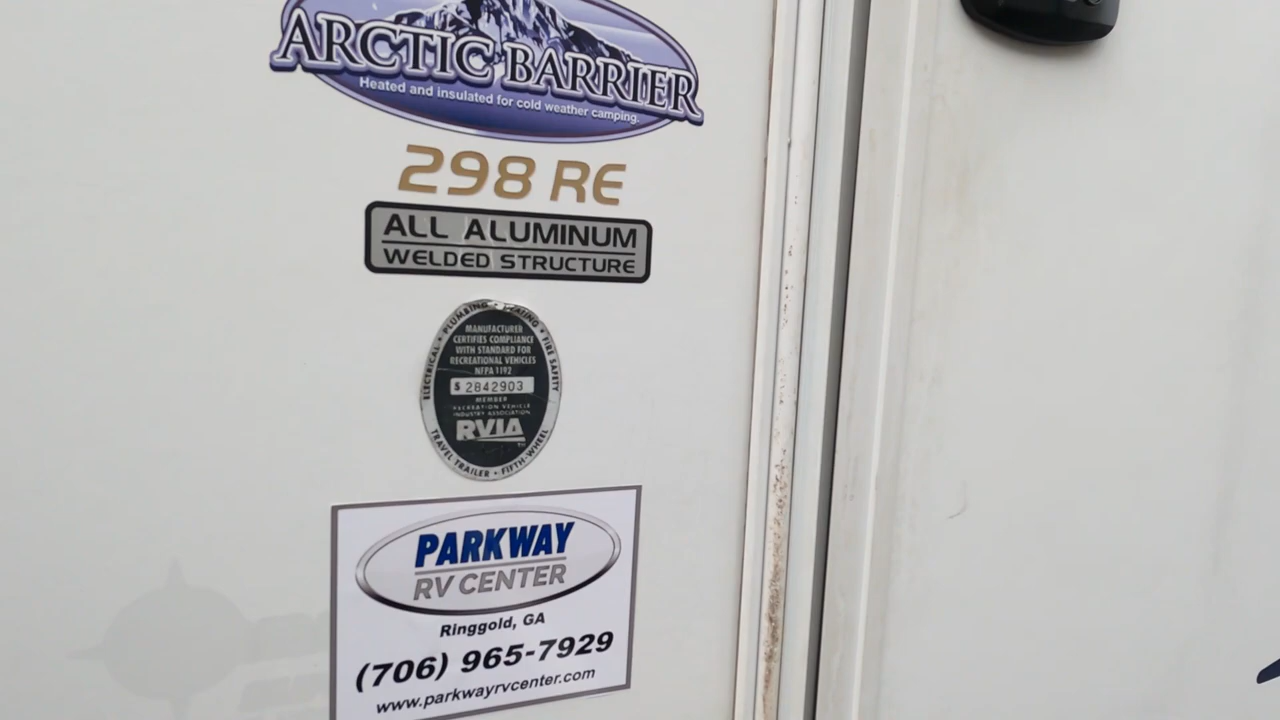 ARCTIC BARRIER
Heated and insulated for cold weather camping.
298 RE
ALL ALUMINUM
WELDED STRUCTURE
ELECTRICAL • PLUMBING • HEATING • FIRE SAFETY
MANUFACTURER
CERTIFIES COMPLIANCE
WITH STANDARD FOR
RECREATIONAL VEHICLES
NFPA 1192
S 2842903
MEMBER
RECREATION VEHICLE
INDUSTRY ASSOCIATION
RVIA
TM
TRAVEL TRAILER • FIFTH-WHEEL
PARKWAY
RV CENTER
Ringgold, GA
(706) 965-7929
www.parkwayrvcenter.com